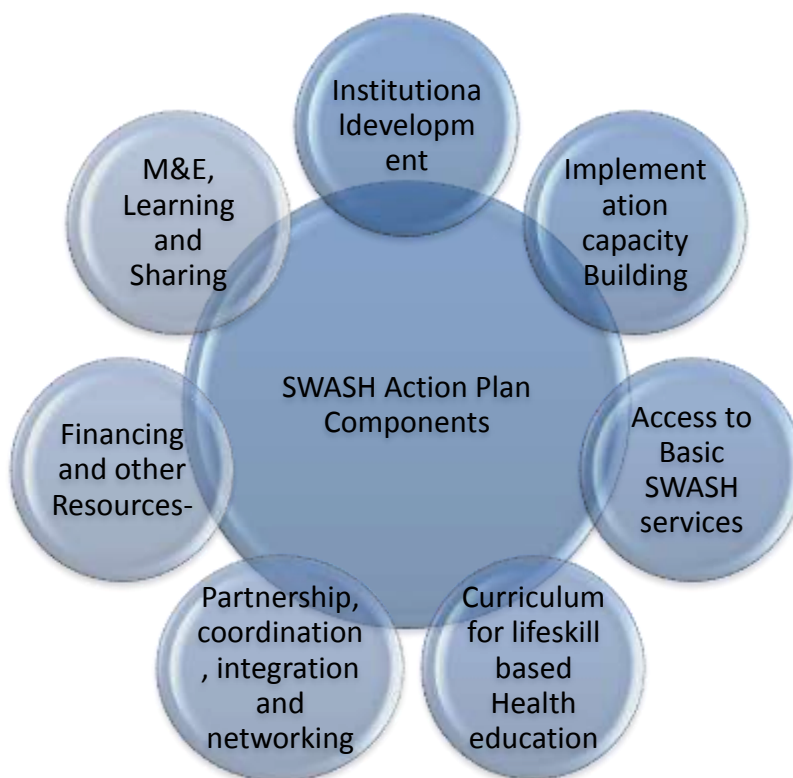 Institutiona
ldevelopm
ent
Implement
ation
capacity
Building
Access to
Basic
SWASH
services
Curriculum
for lifeskill
based
Health
education
Partnership,
coordination
, integration
and
networking
Financing
and other
Resources-
M&E,
Learning
and
Sharing
SWASH Action Plan
Components